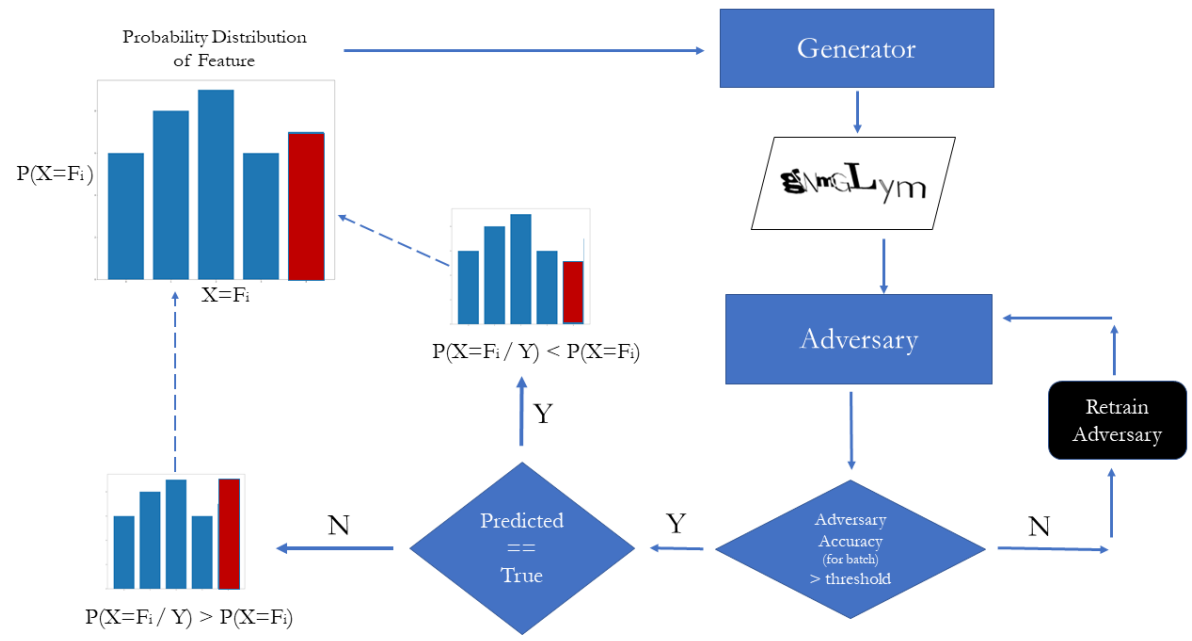 Probability Distribution
of Feature
P(X=Fi)
X=Fi
Generator
gWmGLym
Adversary
Retrain
Adversary
Adversary
Accuracy
(for batch)
> threshold
N
Y
Predicted
==
True
Y
P(X=Fi / Y) < P(X=Fi)
N
P(X=Fi / Y) > P(X=Fi)